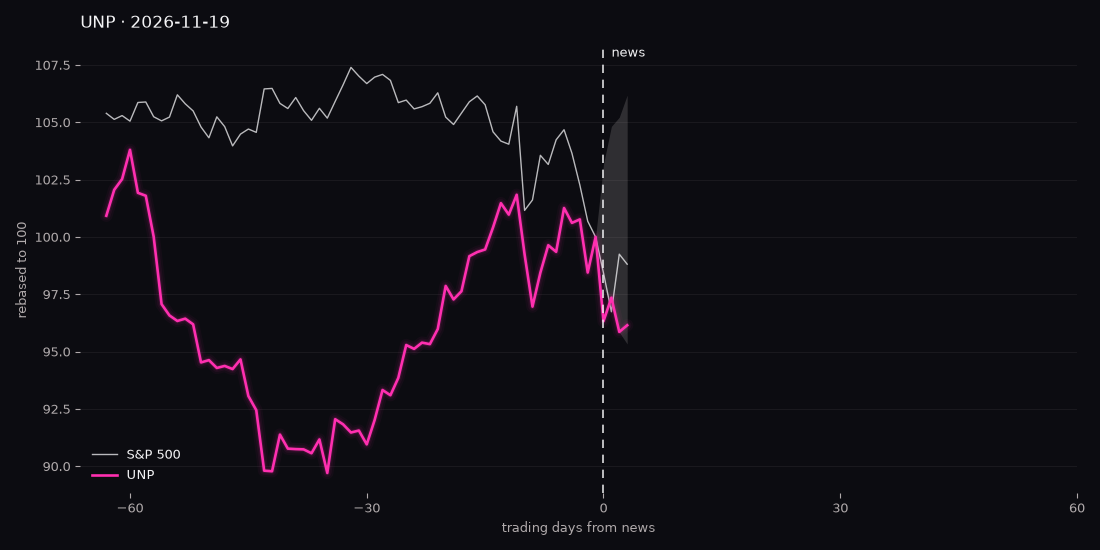 UNP · 2026-11-19
news
107.5
105.0
102.5
100.0
97.5
95.0
92.5
90.0
rebased to 100
S&P 500
UNP
−60
−30
0
30
60
trading days from news